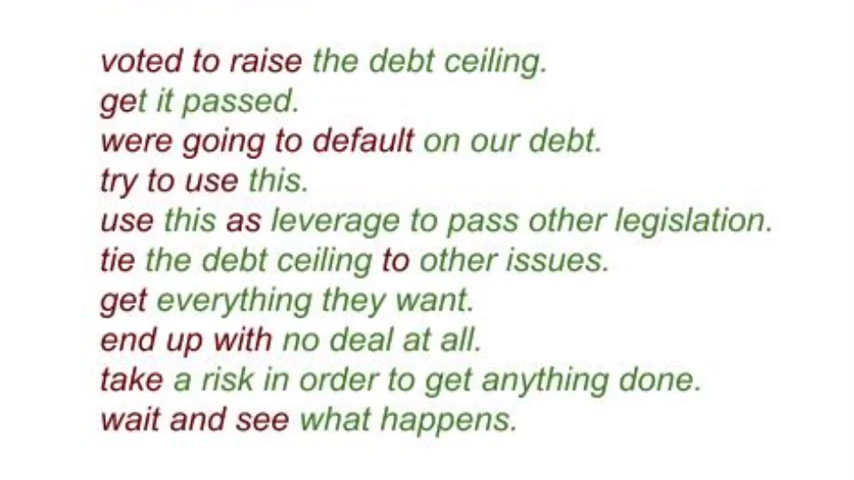 voted to raise the debt ceiling.
get it passed.
were going to default on our debt.
try to use this.
use this as leverage to pass other legislation.
tie the debt ceiling to other issues.
get everything they want.
end up with no deal at all.
take a risk in order to get anything done.
wait and see what happens.